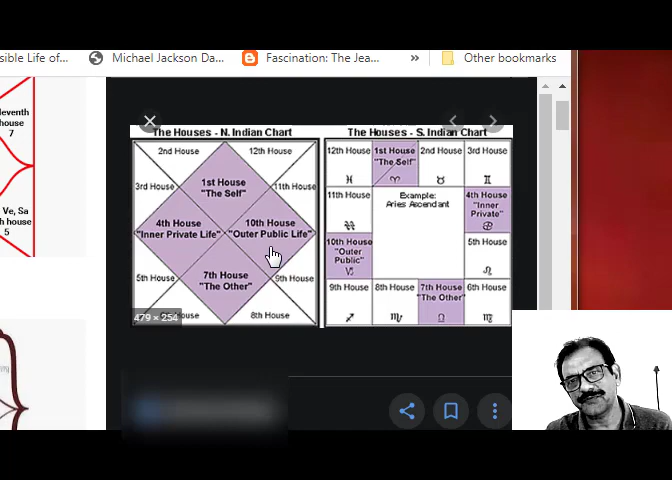 sible Life of...
Michael Jackson Da...
Fascination: The Jea...
»
Other bookmarks
leventh
house
7
Ve, Sa
h house
5
The Houses - N. Indian Chart
2nd House
12th House
1st House
"The Self"
3rd House
11th House
4th House
"Inner Private Life"
10th House
"Outer Public Life"
7th House
"The Other"
5th House
9th House
8th House
479 × 254
The Houses - S. Indian Chart
12th House
1st House
"The Self"
2nd House
3rd House
11th House
Example:
Aries Ascendant
4th House
"Inner
Private"
10th House
"Outer
Public"
5th House
9th House
8th House
7th House
"The Other"
6th House